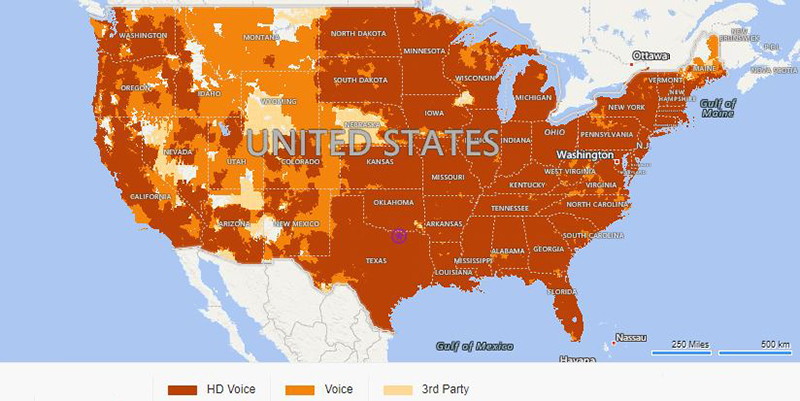 NORTH DAKOTA
WASHINGTON
MONTANA
MINNESOTA
NEW
BRUNSWICK
P.E.I.
Ottawa
MAINE
NOVA SCOTIA
WISCONSIN
SOUTH DAKOTA
VERMONT
OREGON
IDAHO
MICHIGAN
NEW
HAMPSHIRE
WYOMING
NEW YORK
Gulf of
Maine
IOWA
NEBRASKA
OHIO
PENNSYLVANIA
UNITED STATES
INDIANA
N.J.
NEVADA
UTAH
COLORADO
KANSAS
Washington
WEST VIRGINIA
MISSOURI
KENTUCKY
VIRGINIA
CALIFORNIA
OKLAHOMA
TENNESSEE
NORTH CAROLINA
ARIZONA
NEW MEXICO
ARKANSAS
SOUTH CAROLINA
ALABAMA
GEORGIA
TEXAS
MISSISSIPPI
LOUISIANA
FLORIDA
Gulf of Mexico
Nassau
250 Miles
500 km
Havana
HD Voice
Voice
3rd Party